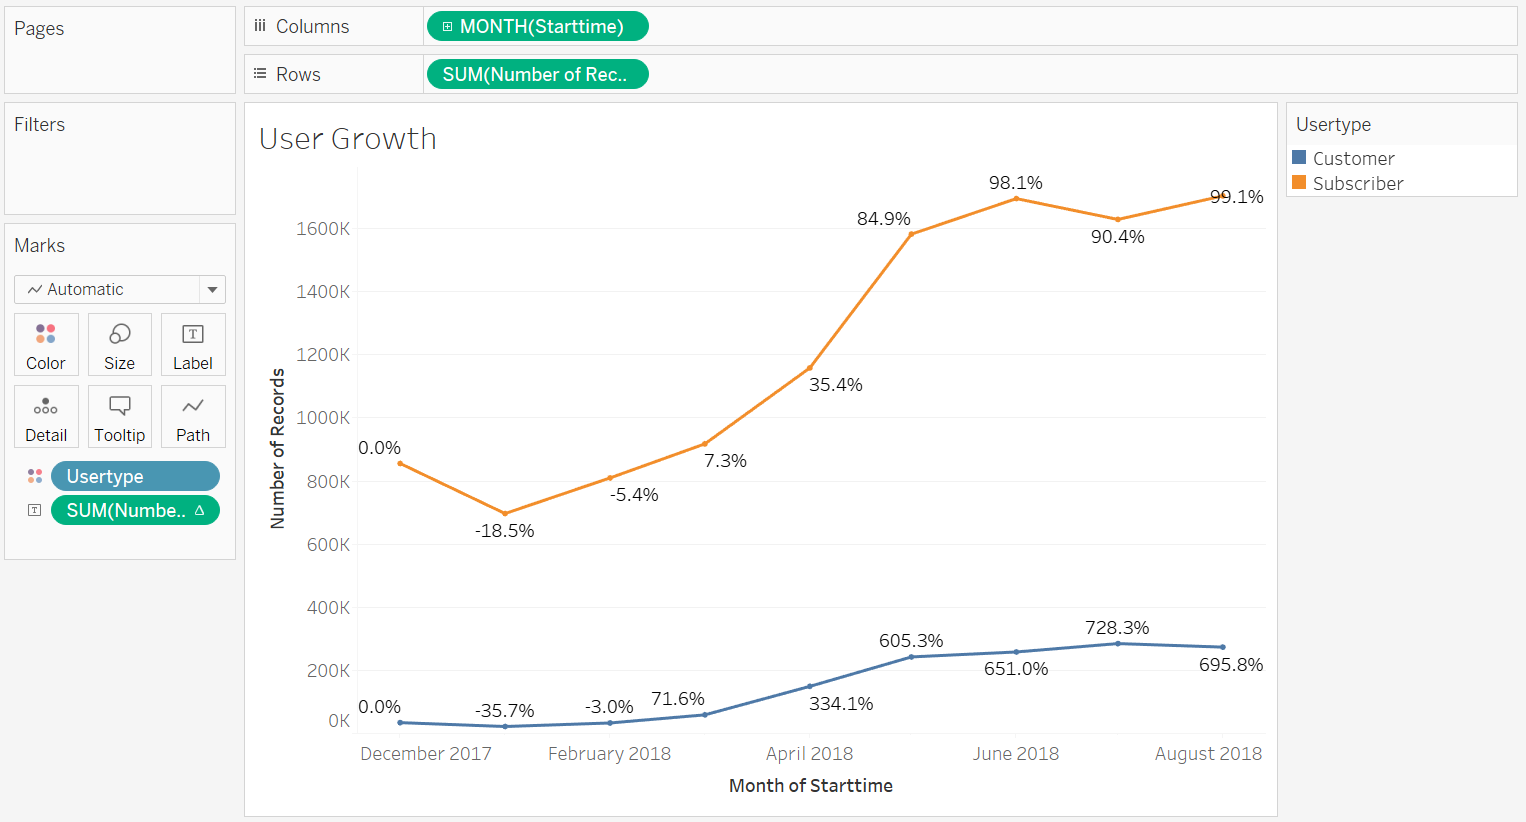 Pages
Columns
MONTH(Starttime)
Rows
SUM(Number of Rec..
Filters
Marks
Automatic
Color
Size
Label
Detail
Tooltip
Path
Usertype
SUM(Numbe.. Δ
User Growth
Number of Records
1600K
1400K
1200K
1000K
800K
600K
400K
200K
0K
0.0%
-18.5%
-5.4%
7.3%
35.4%
84.9%
98.1%
90.4%
99.1%
0.0%
-35.7%
-3.0%
71.6%
334.1%
605.3%
651.0%
728.3%
695.8%
December 2017
February 2018
April 2018
June 2018
August 2018
Month of Starttime
Usertype
Customer
Subscriber